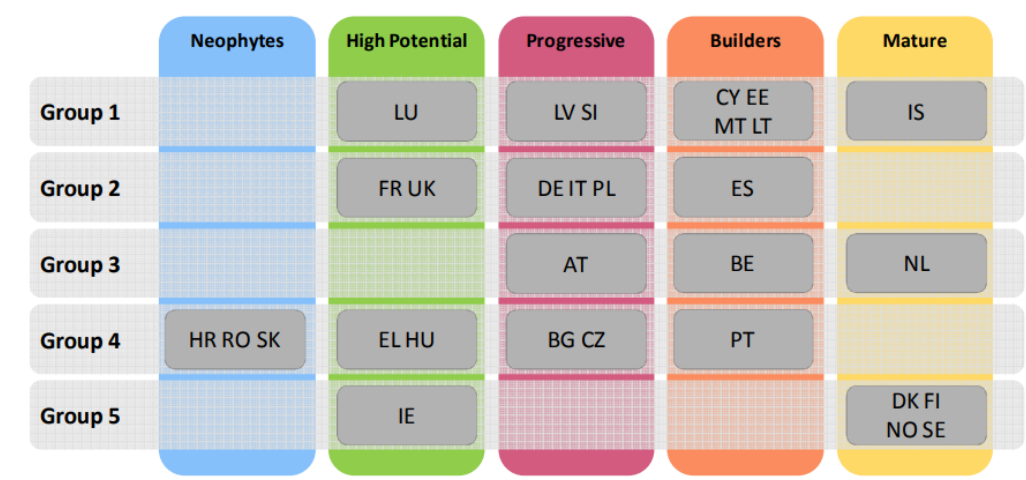 Neophytes High Potential Progressive Builders Mature
Group 1 LU LV SI CY EE MT LT IS
Group 2 FR UK DE IT PL ES
Group 3 AT BE NL
Group 4 HR RO SK EL HU BG CZ PT
Group 5 IE DK FI NO SE